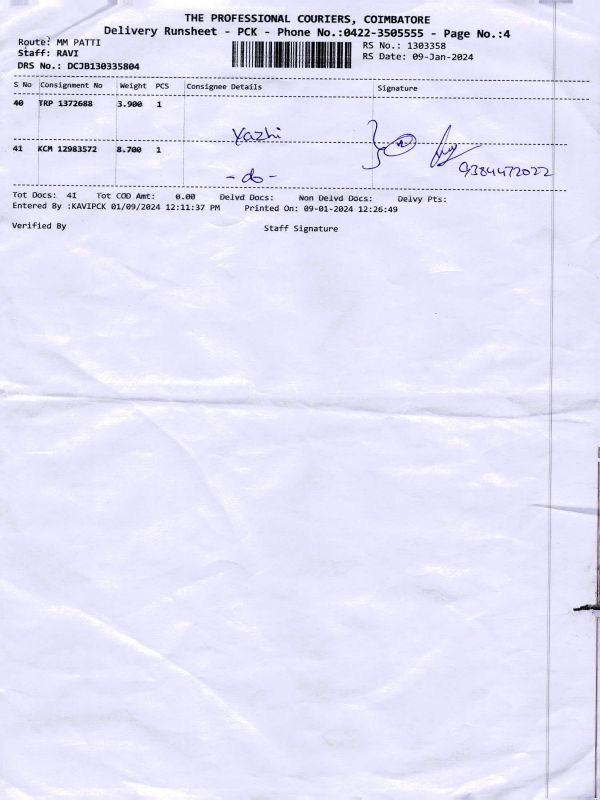 THE PROFESSIONAL COURIERS, COIMBATORE
Delivery Runsheet - PCK - Phone No.:0422-3505555 - Page No.:4
Route: MM PATTI
RS No.: 1303358
Staff: RAVI
RS Date: 09-Jan-2024
DRS No.: DCJB130335804
S No Consignment No Weight PCS Consignee Details Signature
40 TRP 1372688 3.900 1
Yazhi
41 KCM 12983572 8.700 1
9384472022
- do -
Tot Docs: 41 Tot COD Amt: 0.00 Delvd Docs: Non Delvd Docs: Delvy Pts:
Entered By :KAVIPCK 01/09/2024 12:11:37 PM Printed On: 09-01-2024 12:26:49
Verified By Staff Signature